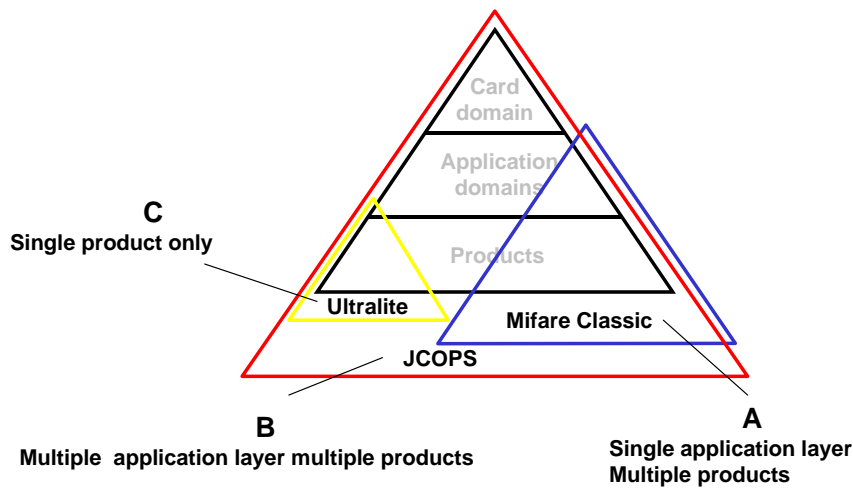 Card
domain
Application
domains
C
Single product only
Products
Ultralite
Mifare Classic
JCOPS
B
Multiple application layer multiple products
A
Single application layer
Multiple products